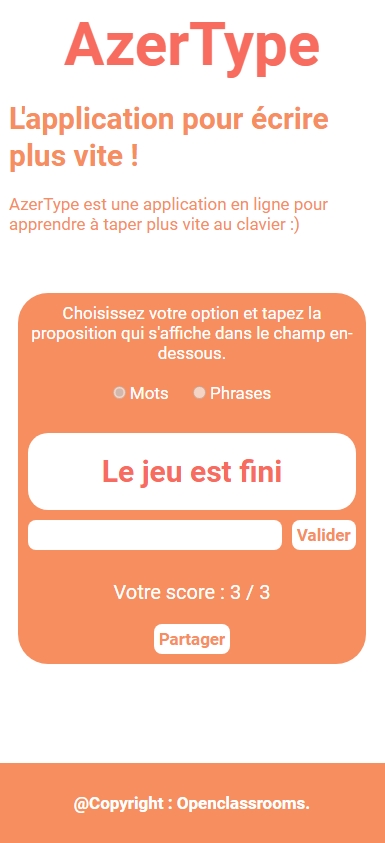 AzerType
L'application pour écrire
plus vite !
AzerType est une application en ligne pour
apprendre à taper plus vite au clavier :)
Choisissez votre option et tapez la
proposition qui s'affiche dans le champ en-
dessous.
Mots Phrases
Le jeu est fini
Valider
Votre score : 3 / 3
Partager
@Copyright : Openclassrooms.